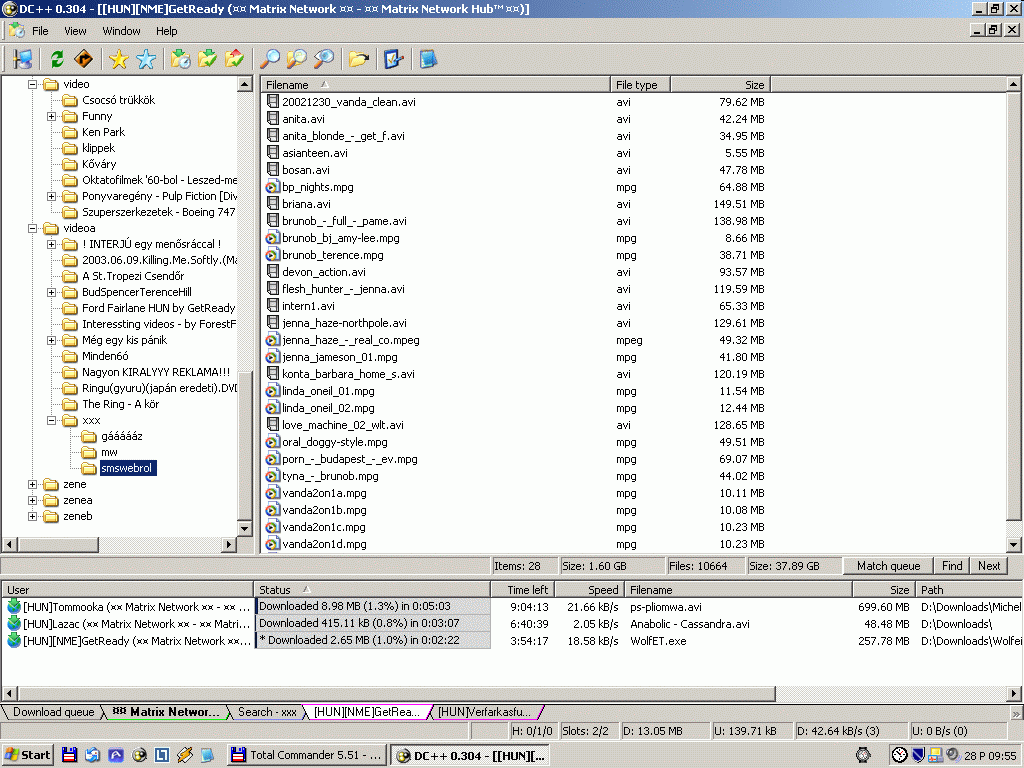 DC++ 0.304 - [[HUN][NME]GetReady (¤¤ Matrix Network ¤¤ - ¤¤ Matrix Network Hub™ ¤¤)]
File View Window Help
video
Csocsó trükkök
Funny
Ken Park
klippek
Kőváry
Oktatofilmek '60-bol - Leszed-me
Ponyvaregény - Pulp Fiction [Div
Szuperszerkezetek - Boeing 747
videoa
! INTERJÚ egy menősráccal !
2003.06.09.Killing.Me.Softly.(Ma
A St.Tropezi Csendőr
BudSpencerTerenceHill
Ford Fairlane HUN by GetReady
Interessting videos - by ForestF
Még egy kis pánik
Minden6ó
Nagyon KIRALYYY REKLAMA!!!
Ringu(gyuru)(japán eredeti).DVD
The Ring - A kör
xxx
gáááááz
mw
smswebrol
zene
zenea
zeneb
Filename File type Size
20021230_vanda_clean.avi avi 79.62 MB
anita.avi avi 42.24 MB
anita_blonde_-_get_f.avi avi 34.95 MB
asianteen.avi avi 5.55 MB
bosan.avi avi 47.78 MB
bp_nights.mpg mpg 64.88 MB
briana.avi avi 149.51 MB
brunob_-_full_-_pame.avi avi 138.98 MB
brunob_bj_amy-lee.mpg mpg 8.66 MB
brunob_terence.mpg mpg 38.71 MB
devon_action.avi avi 93.57 MB
flesh_hunter_-_jenna.avi avi 119.59 MB
intern1.avi avi 65.33 MB
jenna_haze-northpole.avi avi 129.61 MB
jenna_haze_-_real_co.mpeg mpeg 49.32 MB
jenna_jameson_01.mpg mpg 41.80 MB
konta_barbara_home_s.avi avi 120.19 MB
linda_oneil_01.mpg mpg 11.54 MB
linda_oneil_02.mpg mpg 12.44 MB
love_machine_02_wlt.avi avi 128.65 MB
oral_doggy-style.mpg mpg 49.51 MB
porn_-_budapest_-_ev.mpg mpg 69.07 MB
tyna_-_brunob.mpg mpg 44.02 MB
vanda2on1a.mpg mpg 10.11 MB
vanda2on1b.mpg mpg 10.08 MB
vanda2on1c.mpg mpg 10.23 MB
vanda2on1d.mpg mpg 10.23 MB
Items: 28 Size: 1.60 GB Files: 10664 Size: 37.89 GB Match queue Find Next
User Status Time left Speed Filename Size Path
[HUN]Tommooka (¤¤ Matrix Network ¤¤ - ¤¤ ... Downloaded 8.98 MB (1.3%) in 0:05:03 9:04:13 21.66 kB/s ps-pliomwa.avi 699.60 MB D:\Downloads\Michel
[HUN]Lazac (¤¤ Matrix Network ¤¤ - ¤¤ Matri... Downloaded 415.11 kB (0.8%) in 0:03:07 6:40:39 2.05 kB/s Anabolic - Cassandra.avi 48.48 MB D:\Downloads\
[HUN][NME]GetReady (¤¤ Matrix Network ¤¤... * Downloaded 2.65 MB (1.0%) in 0:02:22 3:54:17 18.58 kB/s WolfET.exe 257.78 MB D:\Downloads\Wolfei
Download queue ¤¤ Matrix Networ... Search - xxx [HUN][NME]GetRea... [HUN]Verfarkasfu...
H: 0/1/0 Slots: 2/2 D: 13.05 MB U: 139.71 kB D: 42.64 kB/s (3) U: 0 B/s (0)
Start Total Commander 5.51 - ... DC++ 0.304 - [[HUN][... 28 P 09:55